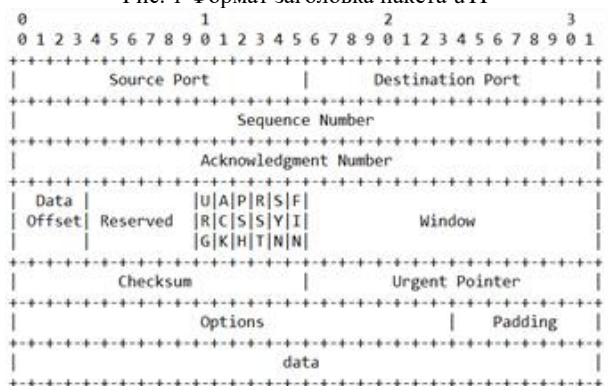 Рис. 1 Формат заголовка пакета IP
0 1 2 3
0 1 2 3 4 5 6 7 8 9 0 1 2 3 4 5 6 7 8 9 0 1 2 3 4 5 6 7 8 9 0 1
+-+-+-+-+-+-+-+-+-+-+-+-+-+-+-+-+-+-+-+-+-+-+-+-+-+-+-+-+-+-+-+-+
| Source Port | Destination Port |
+-+-+-+-+-+-+-+-+-+-+-+-+-+-+-+-+-+-+-+-+-+-+-+-+-+-+-+-+-+-+-+-+
| Sequence Number |
+-+-+-+-+-+-+-+-+-+-+-+-+-+-+-+-+-+-+-+-+-+-+-+-+-+-+-+-+-+-+-+-+
| Acknowledgment Number |
+-+-+-+-+-+-+-+-+-+-+-+-+-+-+-+-+-+-+-+-+-+-+-+-+-+-+-+-+-+-+-+-+
| Data | |U|A|P|R|S|F| |
| Offset| Reserved |R|C|S|S|Y|I| Window |
| | |G|K|H|T|N|N| |
+-+-+-+-+-+-+-+-+-+-+-+-+-+-+-+-+-+-+-+-+-+-+-+-+-+-+-+-+-+-+-+-+
| Checksum | Urgent Pointer |
+-+-+-+-+-+-+-+-+-+-+-+-+-+-+-+-+-+-+-+-+-+-+-+-+-+-+-+-+-+-+-+-+
| Options | Padding |
+-+-+-+-+-+-+-+-+-+-+-+-+-+-+-+-+-+-+-+-+-+-+-+-+-+-+-+-+-+-+-+-+
| data |
+-+-+-+-+-+-+-+-+-+-+-+-+-+-+-+-+-+-+-+-+-+-+-+-+-+-+-+-+-+-+-+-+